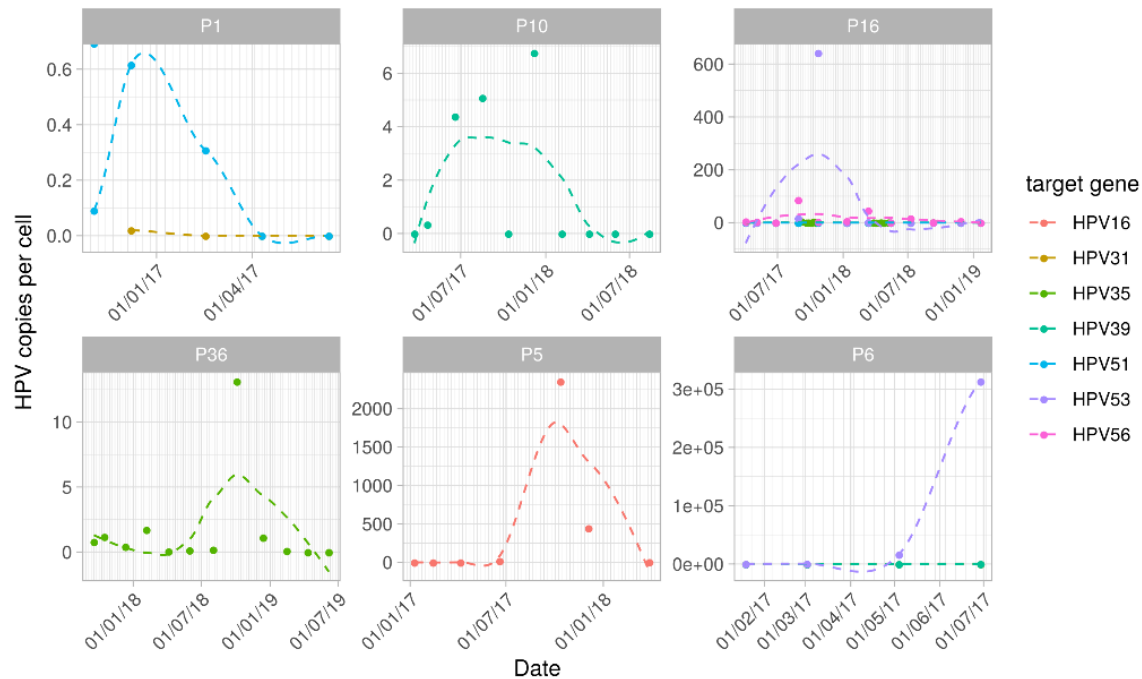 P1
P10
P16
0.6
0.4
0.2
0.0
6
4
2
0
600
400
200
0
01/01/17
01/04/17
01/07/17
01/01/18
01/07/18
01/07/17
01/01/18
01/07/18
01/01/19
HPV copies per cell
P36
P5
P6
10
5
0
2000
1500
1000
500
0
3e+05
2e+05
1e+05
0e+00
01/01/18
01/07/18
01/01/19
01/07/19
01/01/17
01/07/17
01/01/18
01/02/17
01/03/17
01/04/17
01/05/17
01/06/17
01/07/17
Date
target gene
HPV16
HPV31
HPV35
HPV39
HPV51
HPV53
HPV56